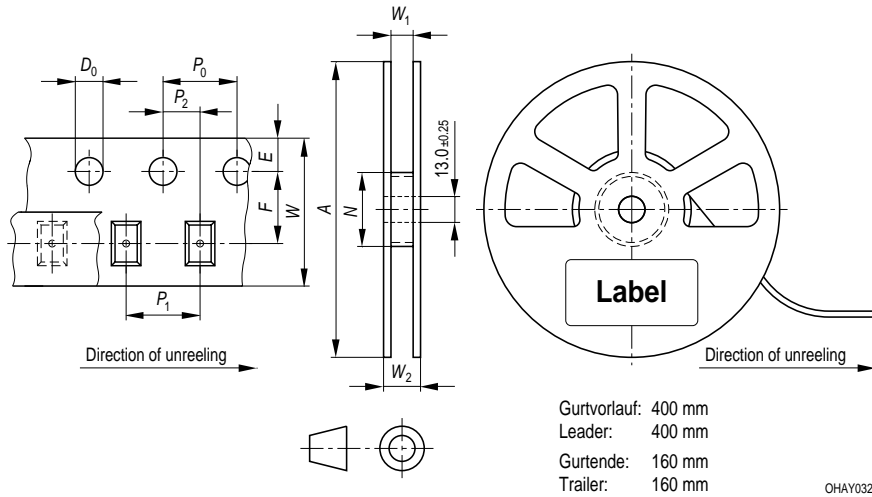 W1
D0
P0
P2
E
F
W
A
N
13.0 ±0.25
P1
Label
Direction of unreeling
W2
Direction of unreeling
Gurtvorlauf: 400 mm
Leader: 400 mm
Gurtende: 160 mm
Trailer: 160 mm